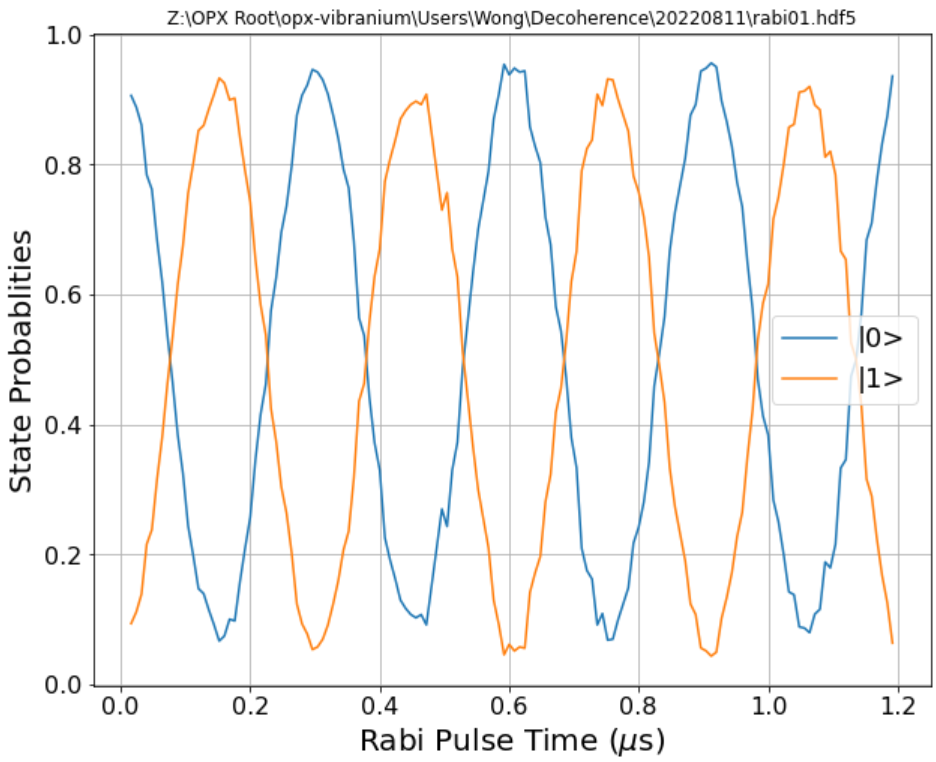 Z:\OPX Root\opx-vibranium\Users\Wong\Decoherence\20220811\rabi01.hdf5
State Probablities
1.0
0.8
0.6
0.4
0.2
0.0
|0>
|1>
0.0 0.2 0.4 0.6 0.8 1.0 1.2
Rabi Pulse Time (μs)